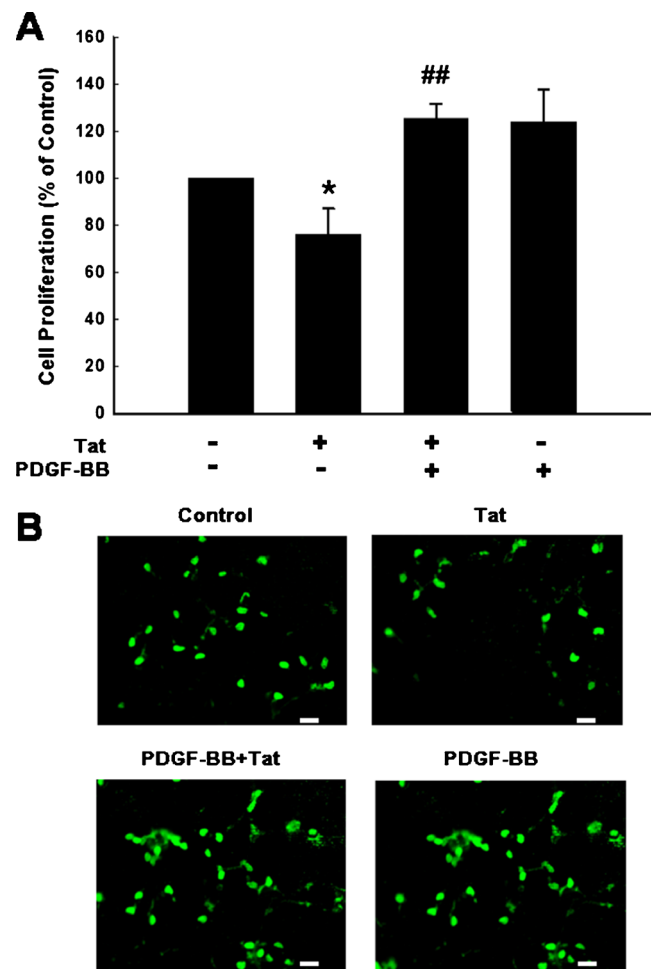 A
Cell Proliferation (% of Control)
160
140
120
100
80
60
40
20
0
*
##
Tat - + + -
PDGF-BB - - + +
B
Control Tat
PDGF-BB+Tat PDGF-BB